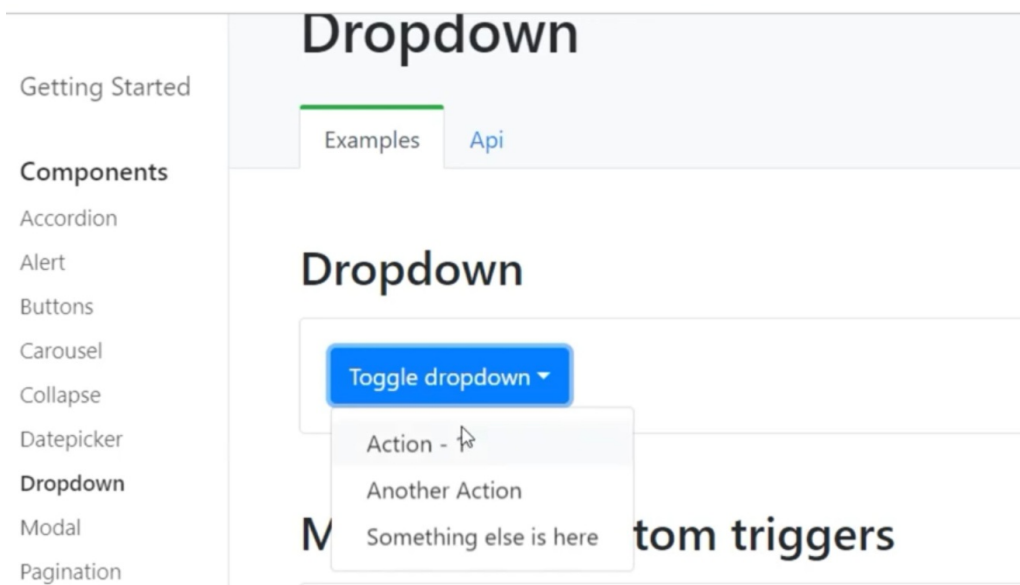 Dropdown
Getting Started
Components
Accordion
Alert
Buttons
Carousel
Collapse
Datepicker
Dropdown
Modal
Pagination
Examples
Api
Dropdown
Toggle dropdown
Action -
Another Action
Something else is here
triggers